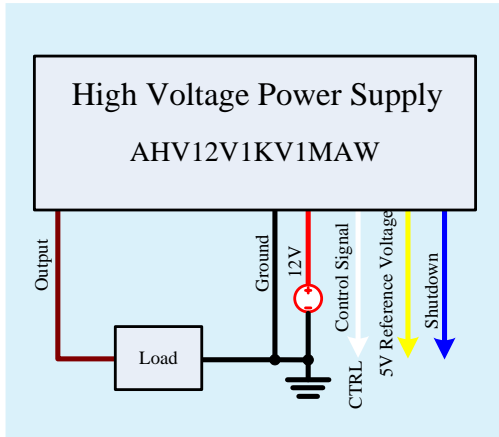 High Voltage Power Supply
AHV12V1KV1MAW
Output
Ground
12V
Control Signal
5V Reference Voltage
Shutdown
+
−
Load
CTRL